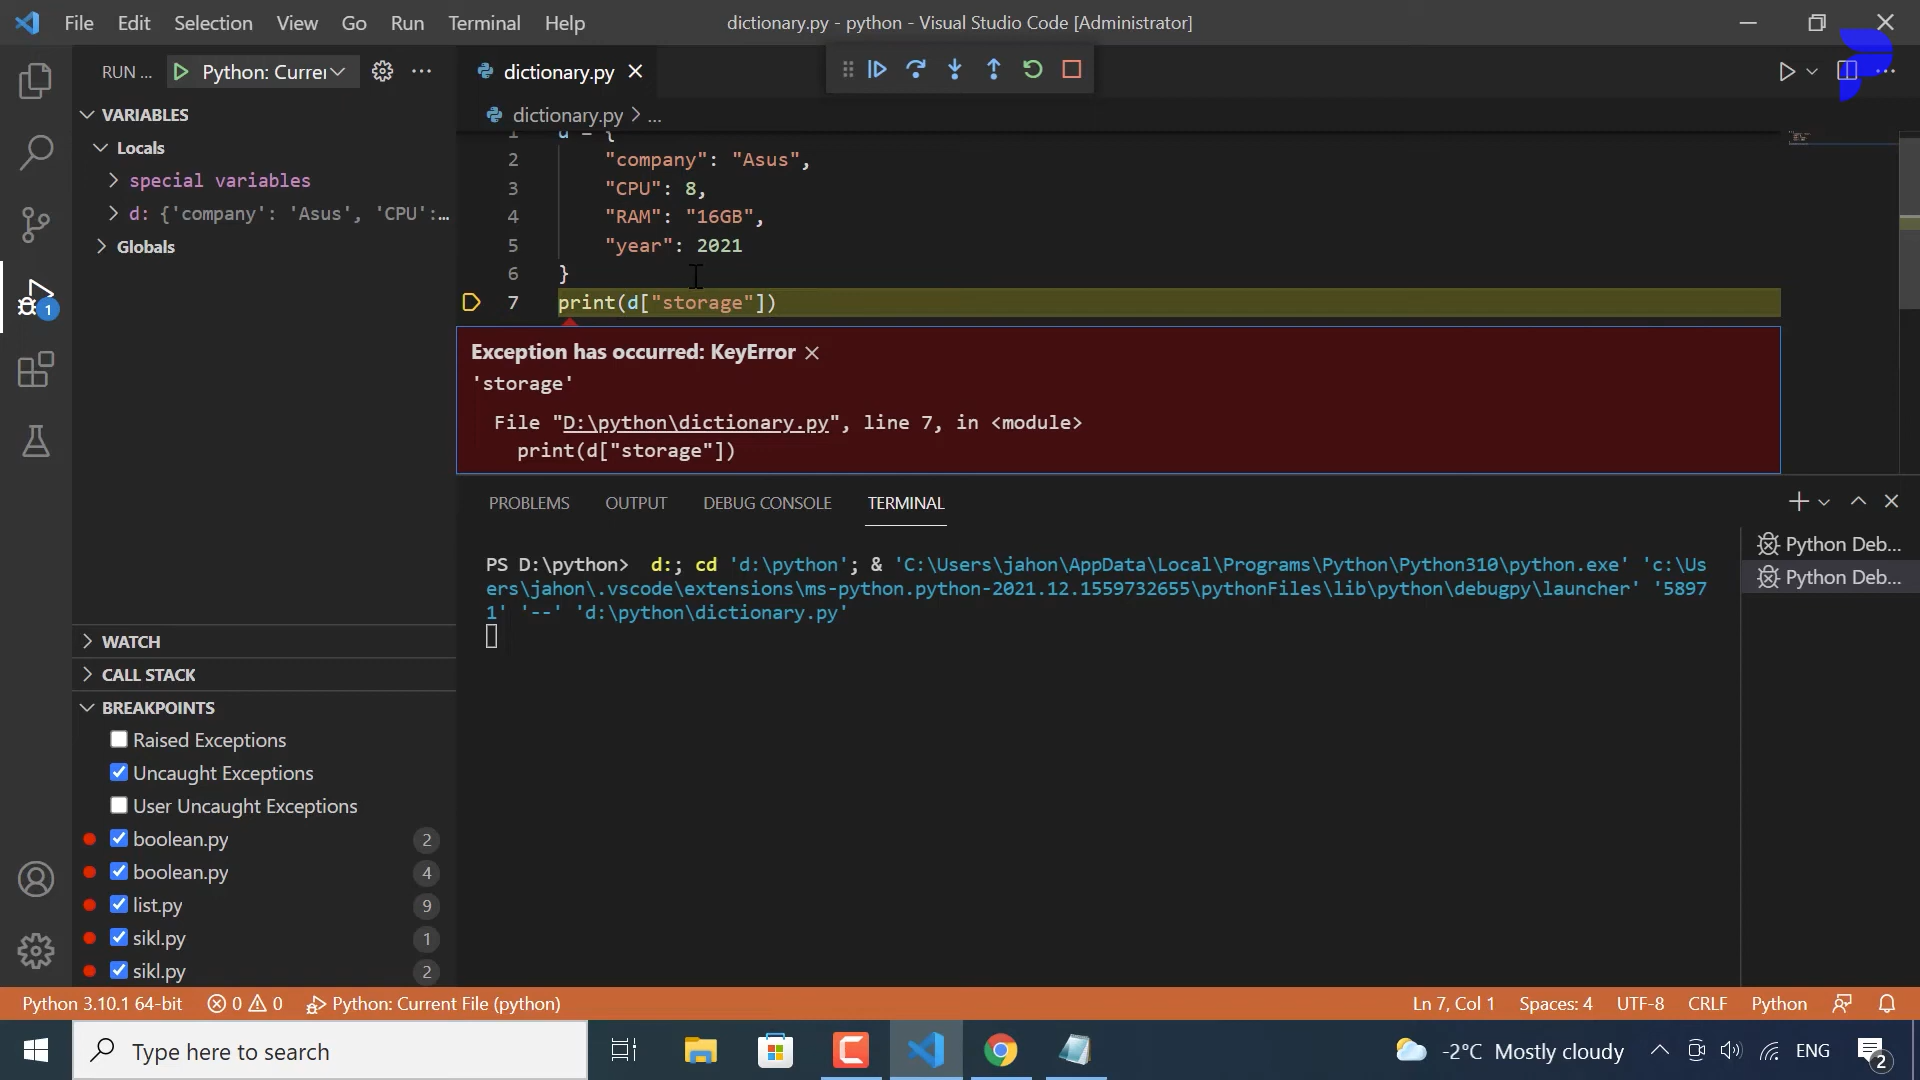 File Edit Selection View Go Run Terminal Help
dictionary.py - python - Visual Studio Code [Administrator]
RUN ...
Python: Currei
dictionary.py
dictionary.py > ...
VARIABLES
Locals
special variables
d: {'company': 'Asus', 'CPU':...
Globals
1 d = {
2 "company": "Asus",
3 "CPU": 8,
4 "RAM": "16GB",
5 "year": 2021
6 }
7 print(d["storage"])
Exception has occurred: KeyError
'storage'
File "D:\python\dictionary.py", line 7, in <module>
print(d["storage"])
PROBLEMS OUTPUT DEBUG CONSOLE TERMINAL
PS D:\python> d:; cd 'd:\python'; & 'C:\Users\jahon\AppData\Local\Programs\Python\Python310\python.exe' 'c:\Us
ers\jahon\.vscode\extensions\ms-python.python-2021.12.1559732655\pythonFiles\lib\python\debugpy\launcher' '5897
1' '--' 'd:\python\dictionary.py'
Python Deb...
Python Deb...
WATCH
CALL STACK
BREAKPOINTS
Raised Exceptions
Uncaught Exceptions
User Uncaught Exceptions
boolean.py 2
boolean.py 4
list.py 9
sikl.py 1
sikl.py 2
1
Python 3.10.1 64-bit 0 0 Python: Current File (python)
Ln 7, Col 1 Spaces: 4 UTF-8 CRLF Python
Type here to search
-2°C Mostly cloudy ENG 2